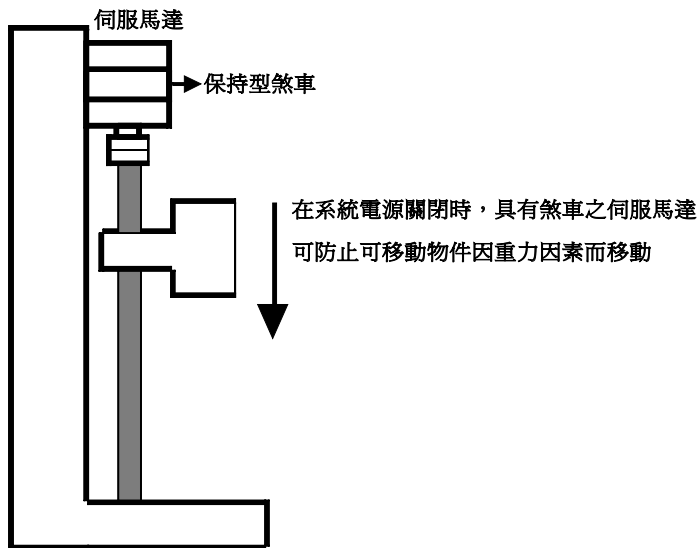 伺服馬達
保持型煞車
在系統電源關閉時，具有煞車之伺服馬達
可防止可移動物件因重力因素而移動